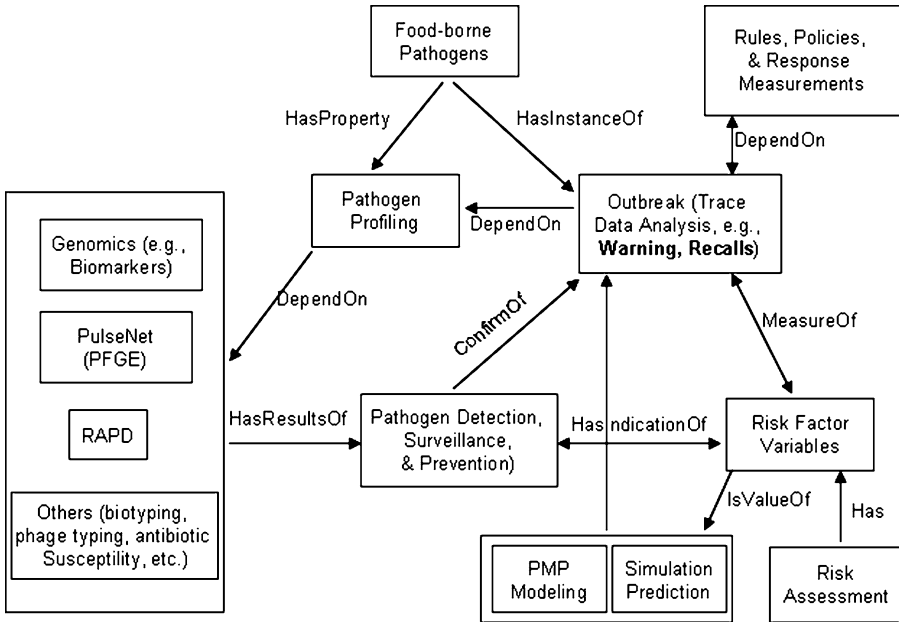 Food-borne
Pathogens
Rules, Policies,
& Response
Measurements
HasProperty
HasInstanceOf
DependOn
Pathogen
Profiling
DependOn
Outbreak (Trace
Data Analysis, e.g.,
Warning, Recalls)
Genomics (e.g.,
Biomarkers)
DependOn
PulseNet
(PFGE)
ConfirmOf
MeasureOf
RAPD
HasResultsOf
Pathogen Detection,
Surveillance,
& Prevention)
HasIndicationOf
Risk Factor
Variables
Others (biotyping,
phage typing, antibiotic
Susceptility, etc.)
IsValueOf
Has
PMP
Modeling
Simulation
Prediction
Risk
Assessment